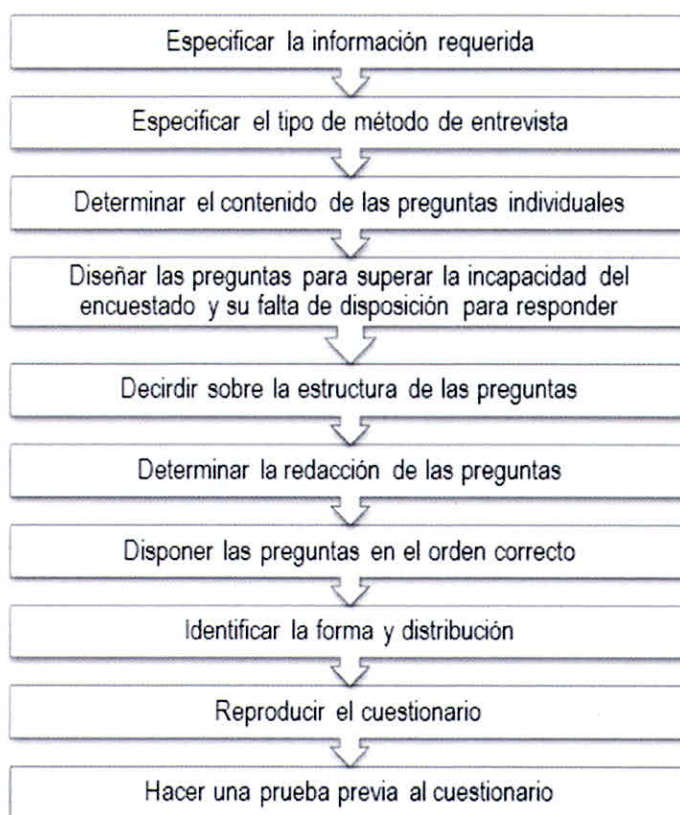 Especificar la información requerida
Especificar el tipo de método de entrevista
Determinar el contenido de las preguntas individuales
Diseñar las preguntas para superar la incapacidad del
encuestado y su falta de disposición para responder
Decirdir sobre la estructura de las preguntas
Determinar la redacción de las preguntas
Disponer las preguntas en el orden correcto
Identificar la forma y distribución
Reproducir el cuestionario
Hacer una prueba previa al cuestionario